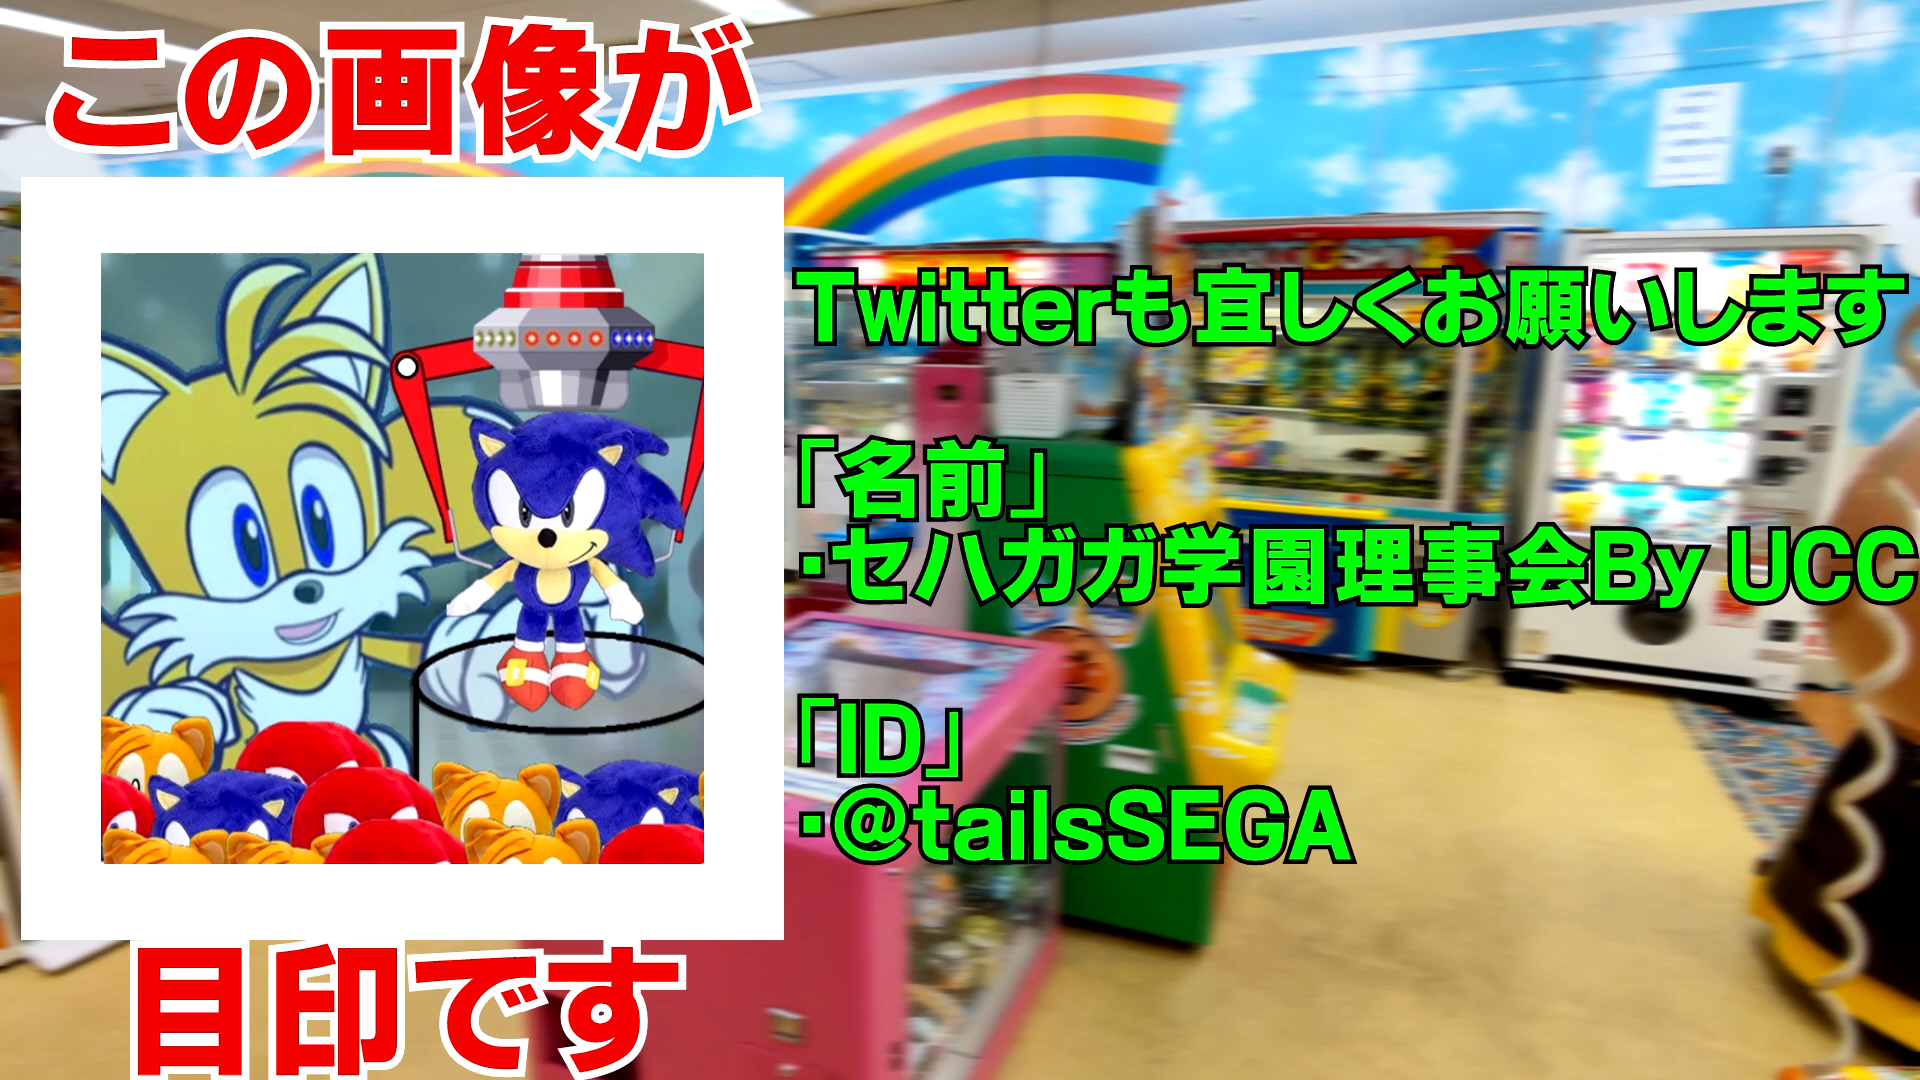 この画像が
目印です
Twitterも宜しくお願いします
「名前」
・セハガガ学園理事会By UCC
「ID」
・@tailsSEGA